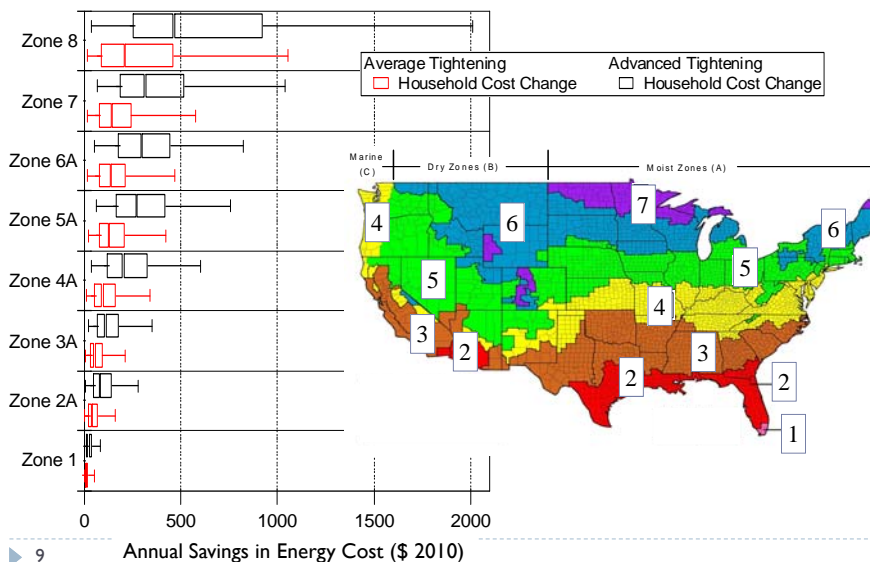 Zone 8
Zone 7
Zone 6A
Zone 5A
Zone 4A
Zone 3A
Zone 2A
Zone 1
0 500 1000 1500 2000
Annual Savings in Energy Cost ($ 2010)
Average Tightening Advanced Tightening
Household Cost Change Household Cost Change
Marine
(C) Dry Zones (B) Moist Zones (A)
7
4 6 6
5 5
4
3 3
2 2 2
1
9